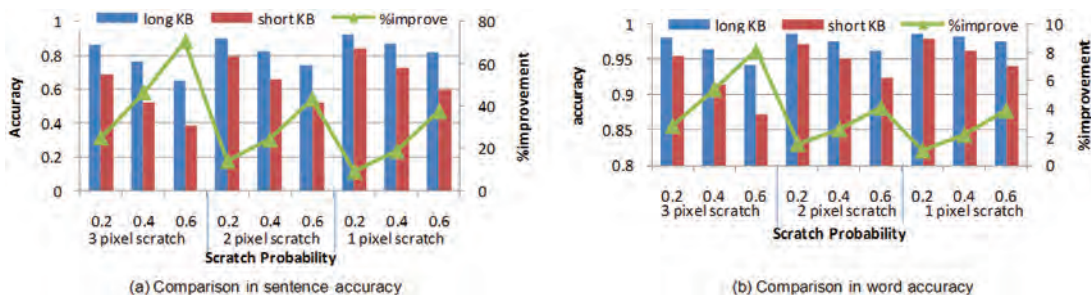 long KB short KB %improve
1
0.8
0.6
0.4
0.2
0
Accuracy
80
60
40
20
0
%improvement
0.2 0.4 0.6 0.2 0.4 0.6 0.2 0.4 0.6
3 pixel scratch 2 pixel scratch 1 pixel scratch
Scratch Probability
(a) Comparison in sentence accuracy
long KB short KB %improve
1
0.95
0.9
0.85
0.8
accuracy
10
8
6
4
2
0
%improvement
0.2 0.4 0.6 0.2 0.4 0.6 0.2 0.4 0.6
3 pixel scratch 2 pixel scratch 1 pixel scratch
Scratch Probability
(b) Comparison in word accuracy